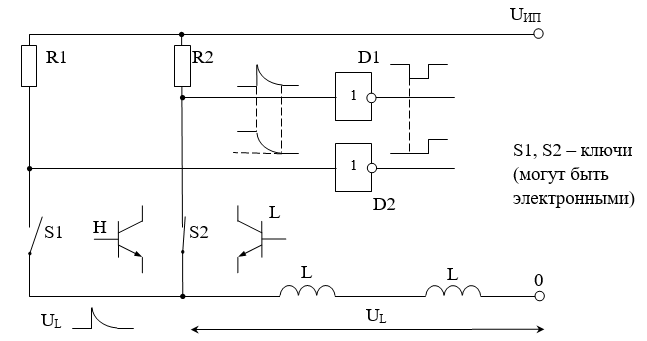 UИП
R1
R2
D1
1
1
D2
S1, S2 – ключи
(могут быть
электронными)
S1
H
S2
L
L
L
0
UL
UL